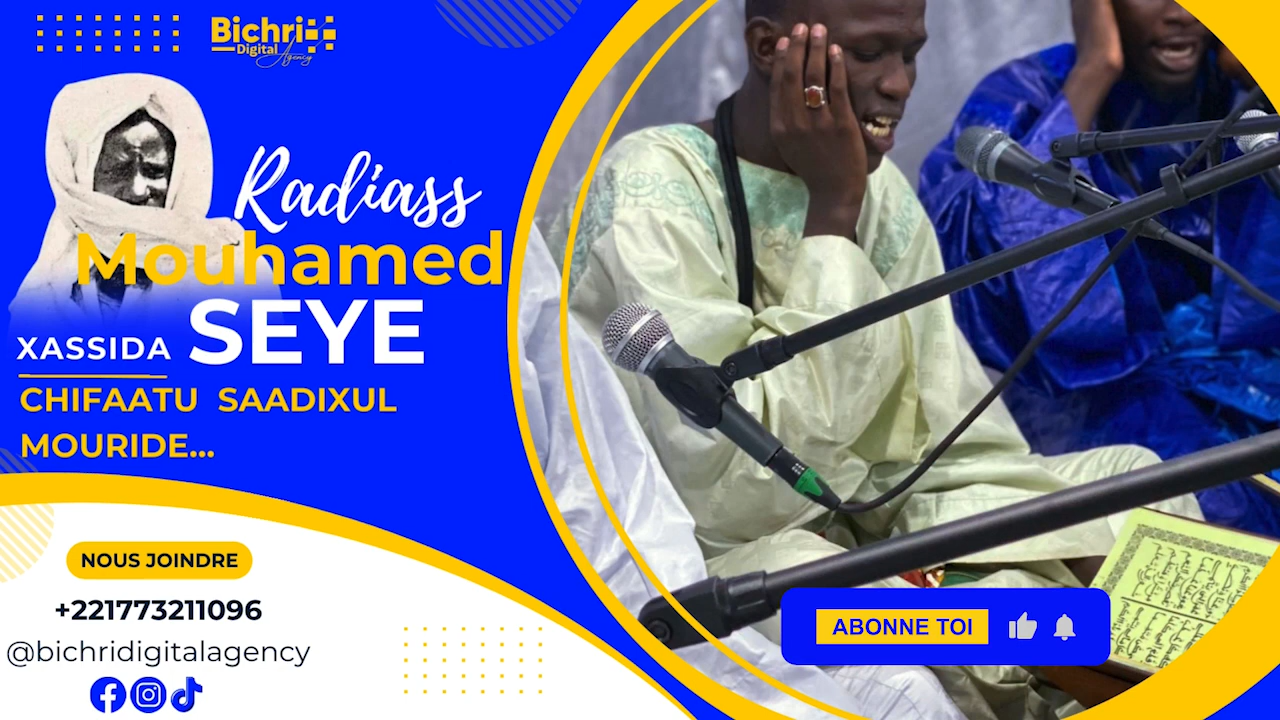 Bichri
Digital
Agency
Radiass
Mouhamed
SEYE
XASSIDA
CHIFAATU SAADIXUL
MOURIDE...
NOUS JOINDRE
+221773211096
@bichridigitalagency
ABONNE TOI